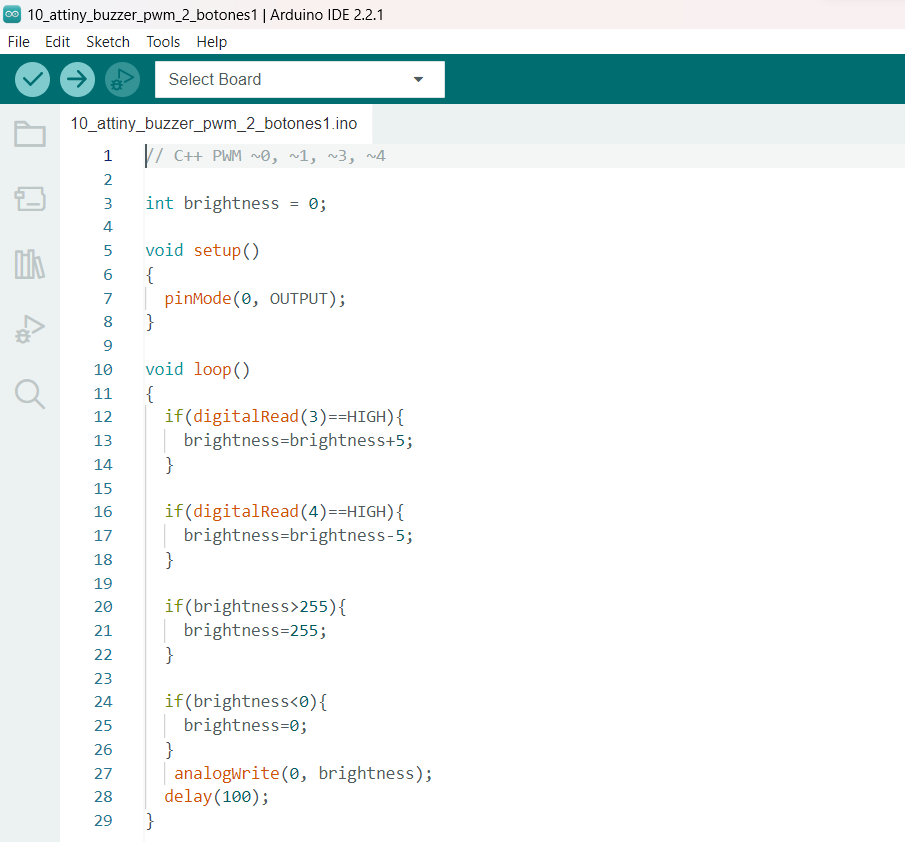 10_attiny_buzzer_pwm_2_botones1 | Arduino IDE 2.2.1
File Edit Sketch Tools Help
Select Board
10_attiny_buzzer_pwm_2_botones1.ino
1 // C++ PWM ~0, ~1, ~3, ~4
2
3 int brightness = 0;
4
5 void setup()
6 {
7 pinMode(0, OUTPUT);
8 }
9
10 void loop()
11 {
12 if(digitalRead(3)==HIGH){
13 brightness=brightness+5;
14 }
15
16 if(digitalRead(4)==HIGH){
17 brightness=brightness-5;
18 }
19
20 if(brightness>255){
21 brightness=255;
22 }
23
24 if(brightness<0){
25 brightness=0;
26 }
27 analogWrite(0, brightness);
28 delay(100);
29 }